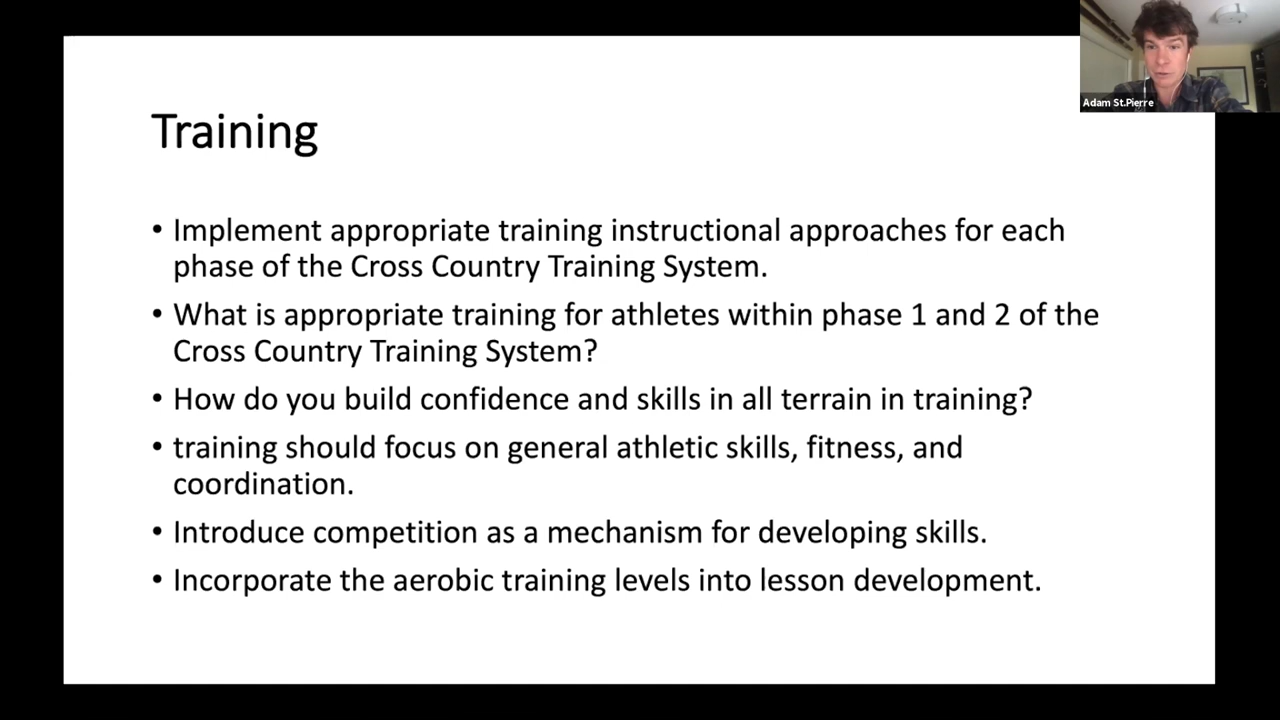 Adam St.Pierre
Training
• Implement appropriate training instructional approaches for each
phase of the Cross Country Training System.
• What is appropriate training for athletes within phase 1 and 2 of the
Cross Country Training System?
• How do you build confidence and skills in all terrain in training?
• training should focus on general athletic skills, fitness, and
coordination.
• Introduce competition as a mechanism for developing skills.
• Incorporate the aerobic training levels into lesson development.